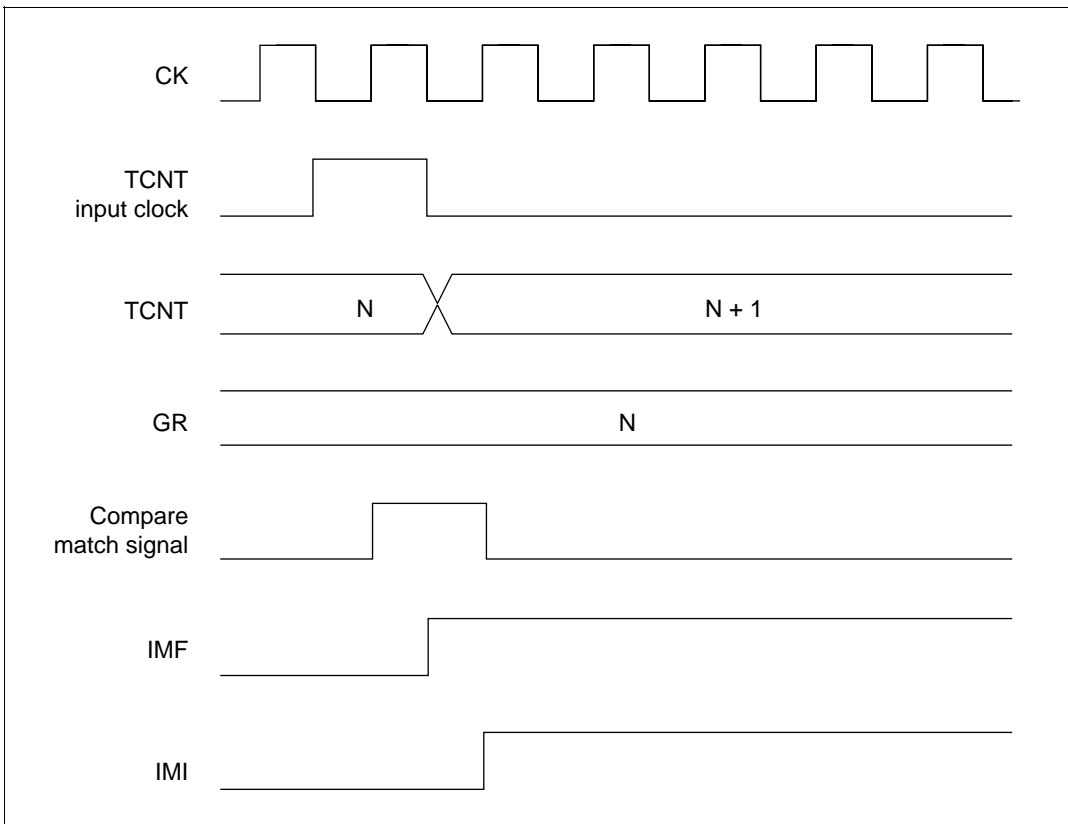 CK
TCNT
input clock
TCNT
N
N + 1
GR
N
Compare
match signal
IMF
IMI